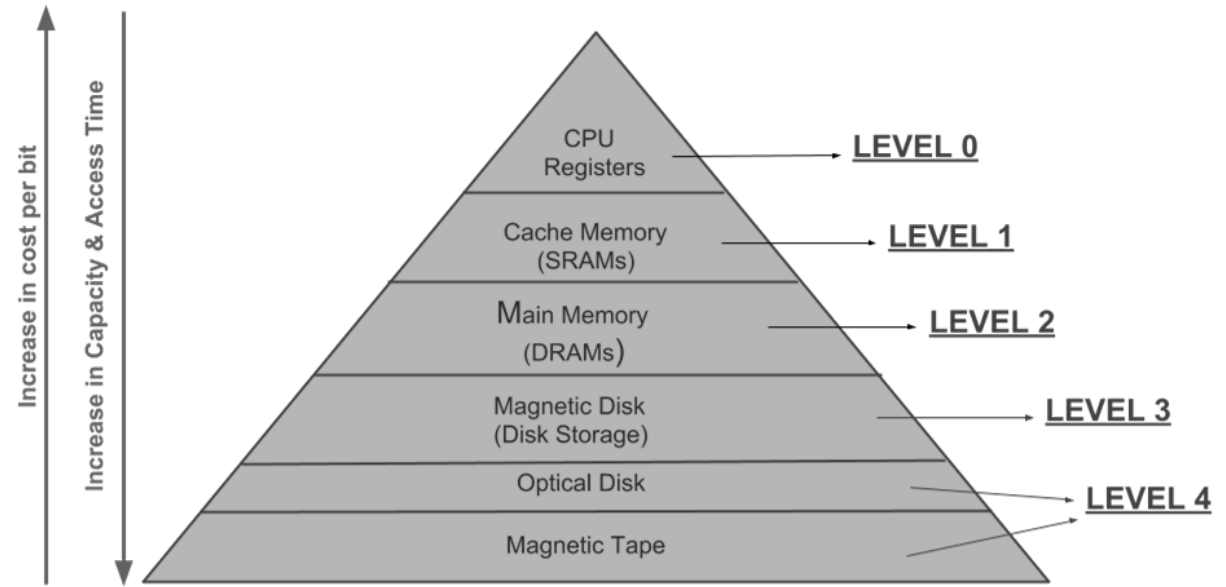 Increase in cost per bit
Increase in Capacity & Access Time
CPU
Registers
LEVEL 0
Cache Memory
(SRAMs)
LEVEL 1
Main Memory
(DRAMs)
LEVEL 2
Magnetic Disk
(Disk Storage)
LEVEL 3
Optical Disk
LEVEL 4
Magnetic Tape